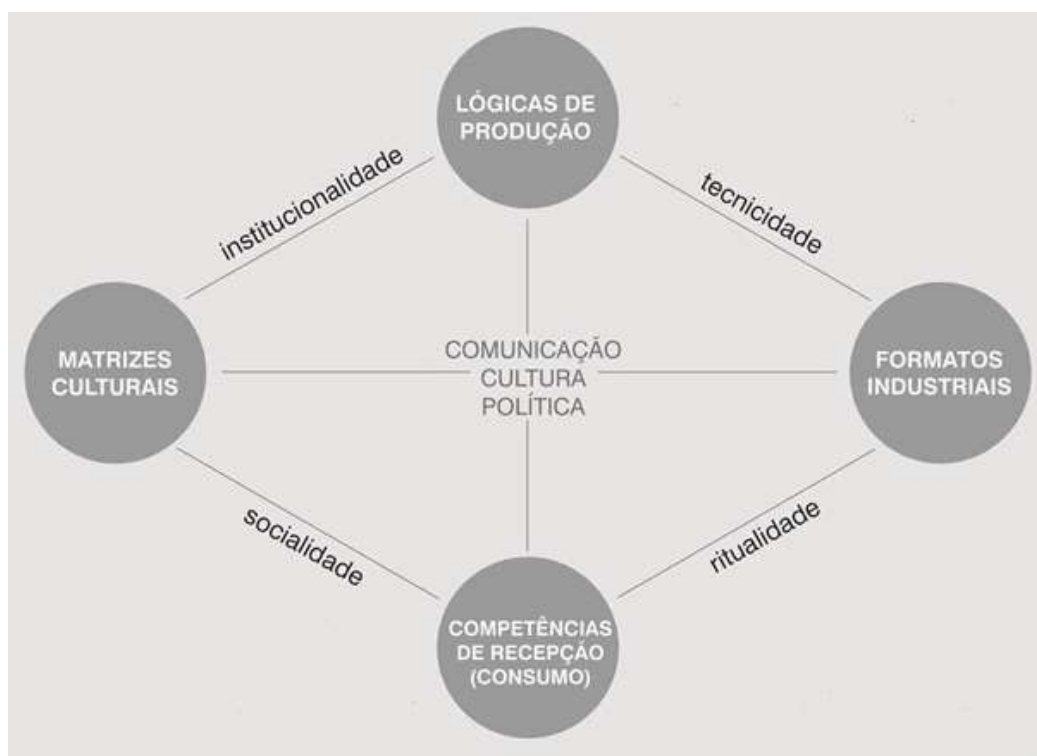 LÓGICAS DE
PRODUÇÃO
institucionalidade
tecnicidade
MATRIZES
CULTURAIS
COMUNICAÇÃO
CULTURA
POLÍTICA
FORMATOS
INDUSTRIAIS
socialidade
ritualidade
COMPETÊNCIAS
DE RECEPÇÃO
(CONSUMO)